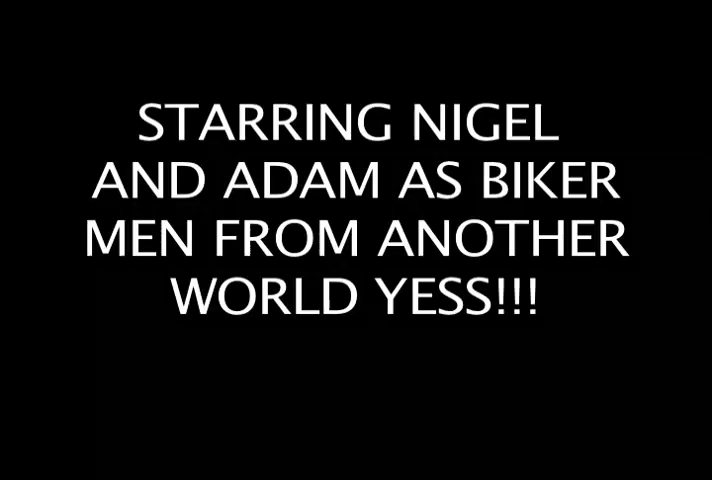 STARRING NIGEL
AND ADAM AS BIKER
MEN FROM ANOTHER
WORLD YESS!!!